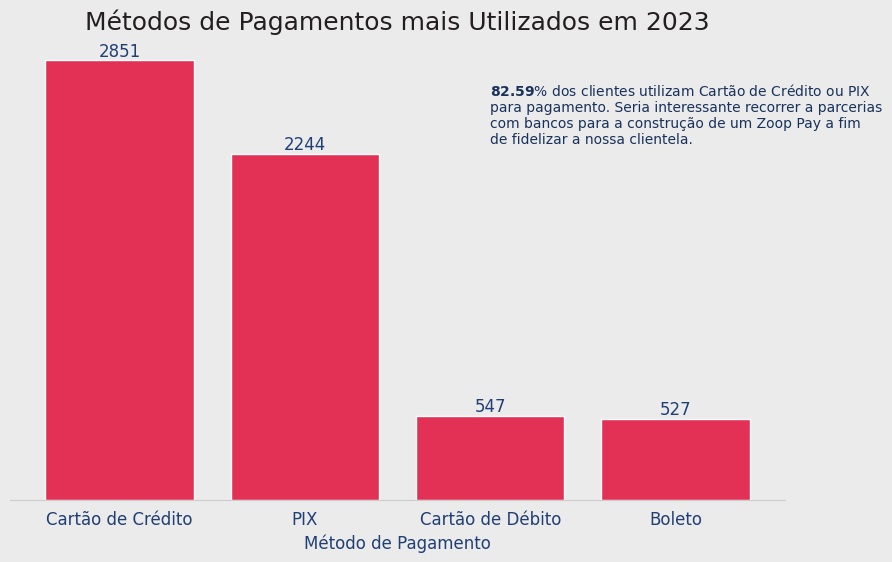 Métodos de Pagamentos mais Utilizados em 2023
2851
82.59% dos clientes utilizam Cartão de Crédito ou PIX
para pagamento. Seria interessante recorrer a parcerias
com bancos para a construção de um Zoop Pay a fim
de fidelizar a nossa clientela.
2244
547
527
Cartão de Crédito
PIX
Cartão de Débito
Boleto
Método de Pagamento